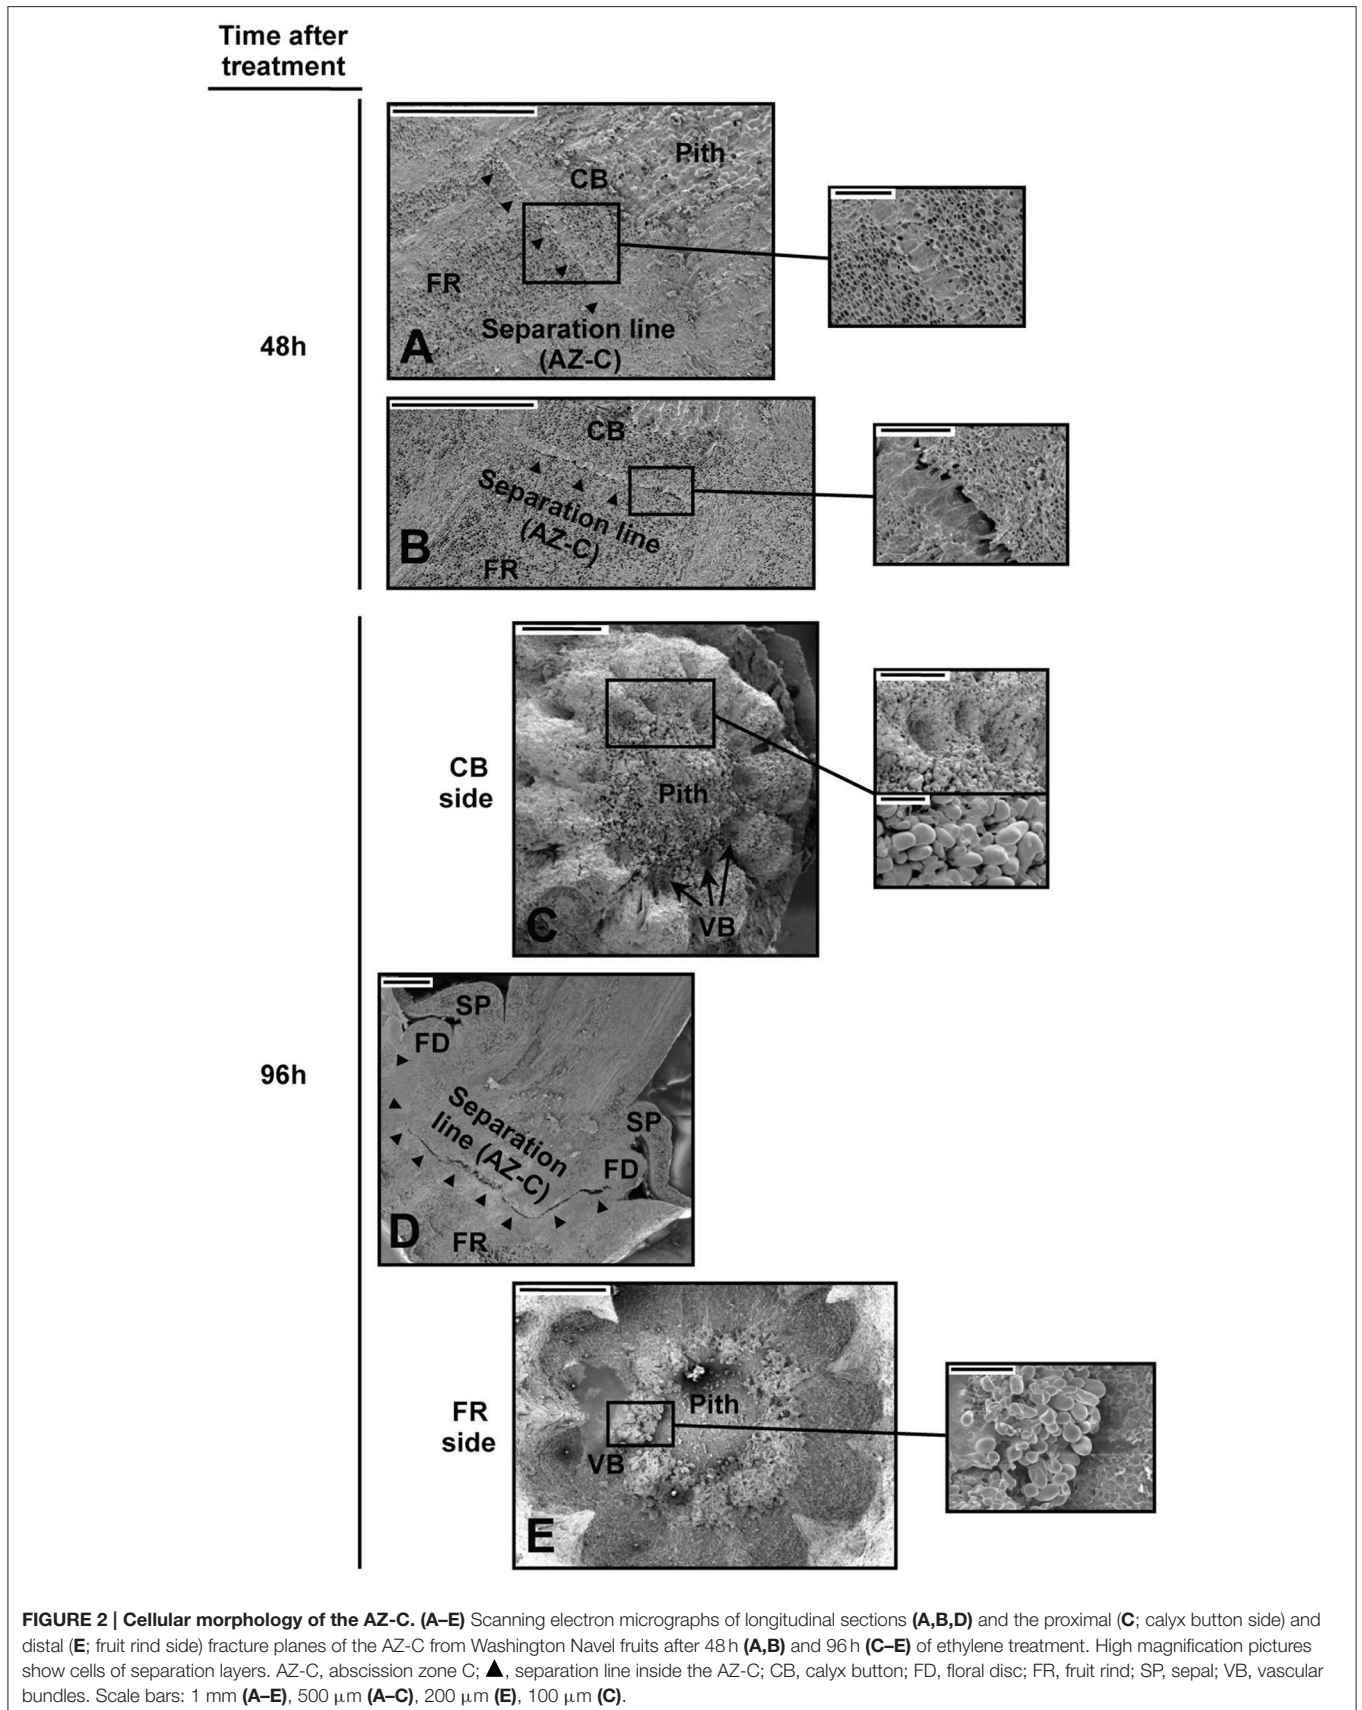 Time after
treatment
48h
Pith
CB
FR
Separation line
(AZ-C)
A
CB
Separation line
(AZ-C)
B
FR
96h
CB
side
Pith
VB
C
SP
FD
Separation
line (AZ-C)
SP
FD
D
FR
FR
side
Pith
VB
E
FIGURE 2 | Cellular morphology of the AZ-C. (A–E) Scanning electron micrographs of longitudinal sections (A,B,D) and the proximal (C; calyx button side) and
distal (E; fruit rind side) fracture planes of the AZ-C from Washington Navel fruits after 48 h (A,B) and 96 h (C–E) of ethylene treatment. High magnification pictures
show cells of separation layers. AZ-C, abscission zone C; ▲, separation line inside the AZ-C; CB, calyx button; FD, floral disc; FR, fruit rind; SP, sepal; VB, vascular
bundles. Scale bars: 1 mm (A–E), 500 μm (A–C), 200 μm (E), 100 μm (C).